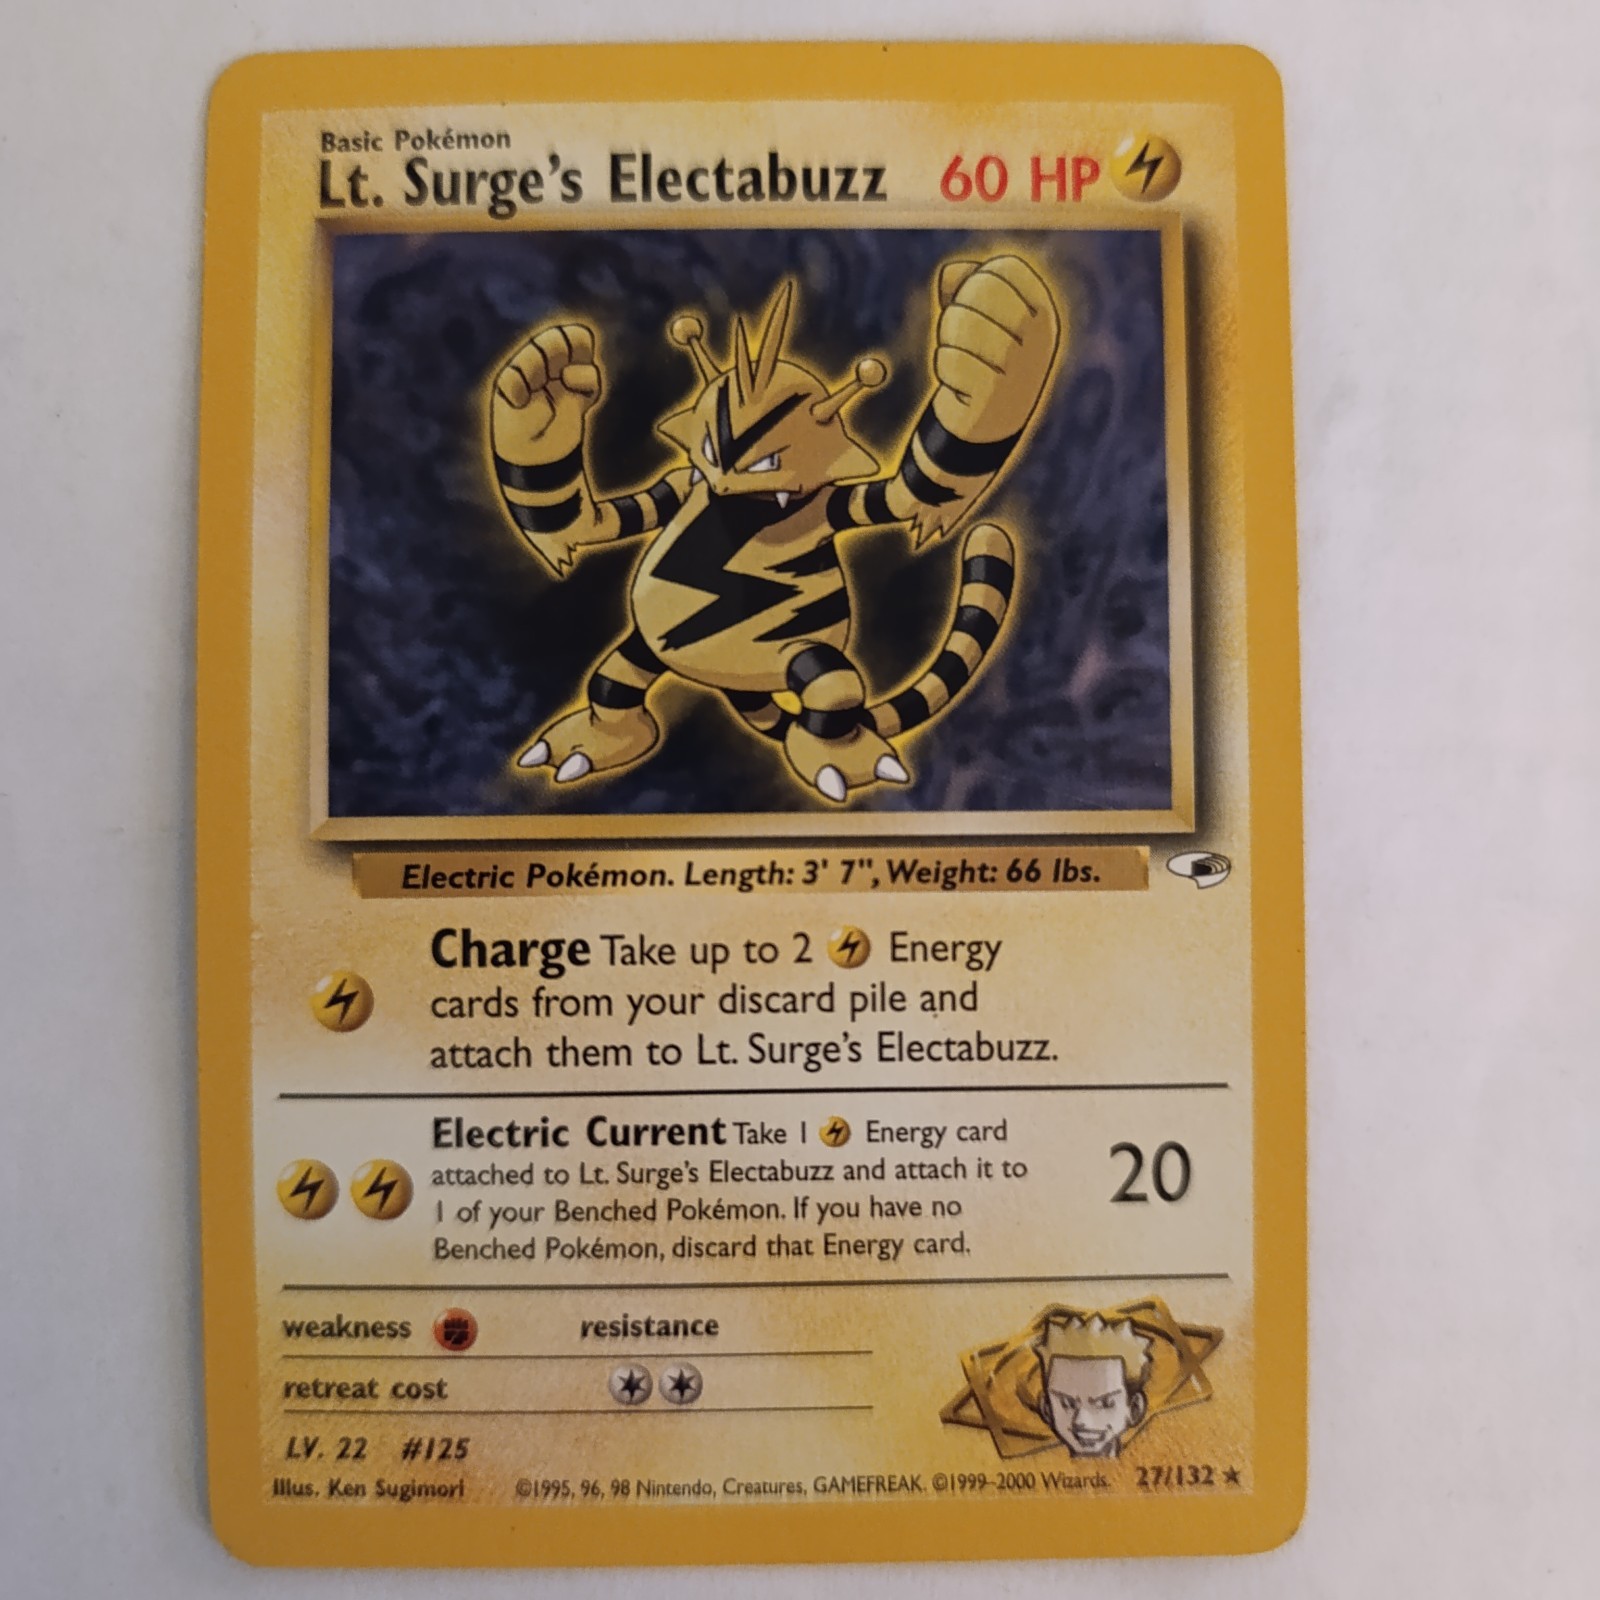 Basic Pokémon
Lt. Surge's Electabuzz 60 HP
Electric Pokémon. Length: 3' 7", Weight: 66 lbs.
Charge Take up to 2 Energy
cards from your discard pile and
attach them to Lt. Surge's Electabuzz.
Electric Current Take 1 Energy card
attached to Lt. Surge's Electabuzz and attach it to
1 of your Benched Pokémon. If you have no
Benched Pokémon, discard that Energy card.
20
weakness resistance
retreat cost
LV. 22 #125
Illus. Ken Sugimori ©1995, 96, 98 Nintendo, Creatures, GAMEFREAK. ©1999-2000 Wizards. 27/132 ★